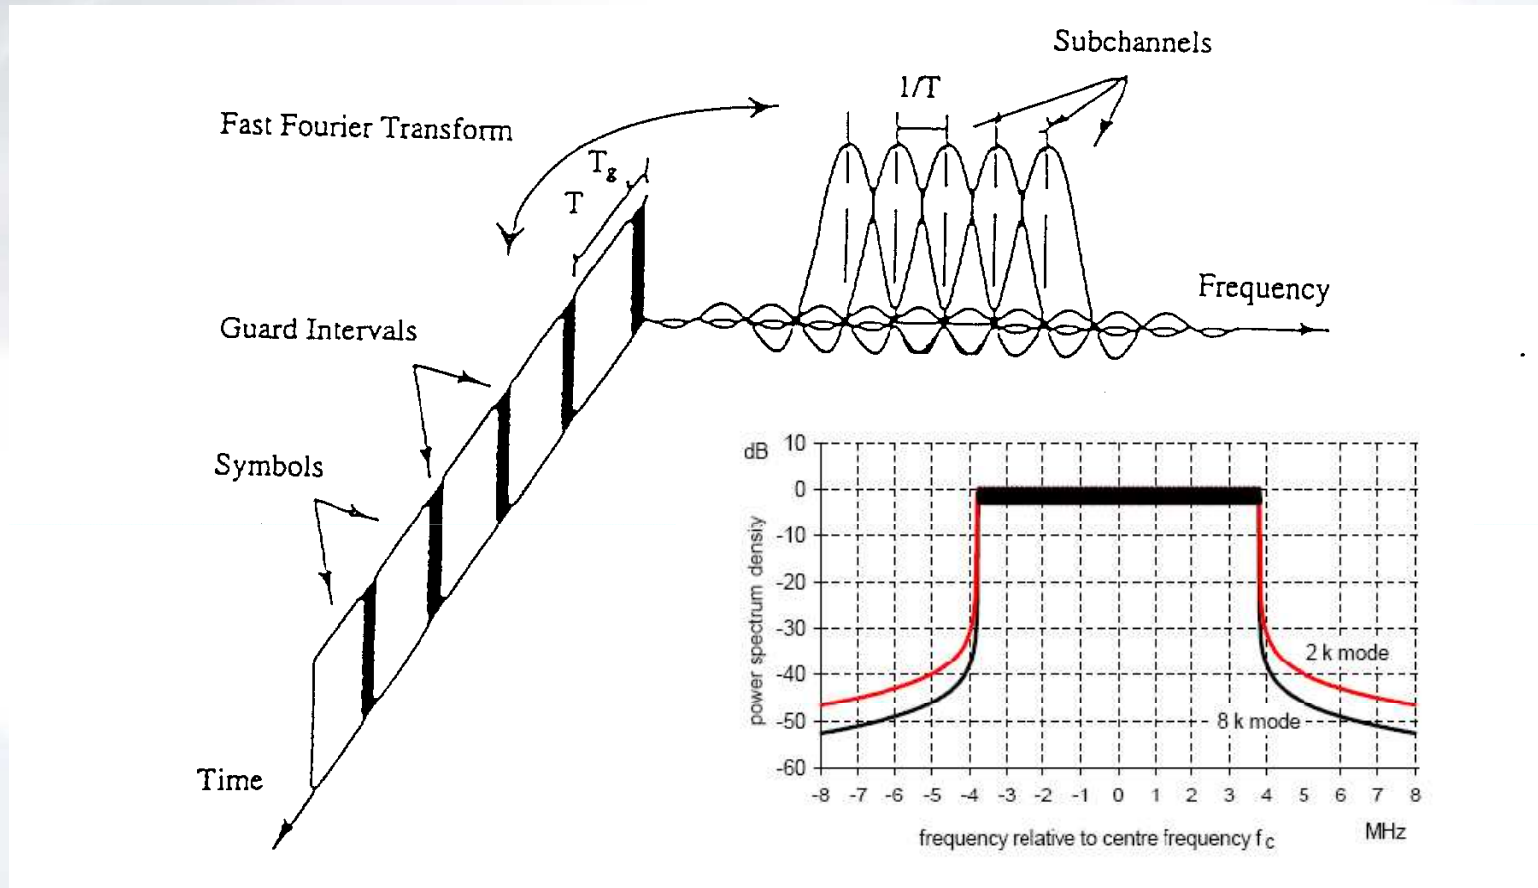 Subchannels
1/T
Fast Fourier Transform
Tg
T
Frequency
Guard Intervals
Symbols
Time
dB
10
0
-10
-20
-30
-40
-50
-60
power spectrum densiy
2 k mode
8 k mode
-8 -7 -6 -5 -4 -3 -2 -1 0 1 2 3 4 5 6 7 8
MHz
frequency relative to centre frequency fc